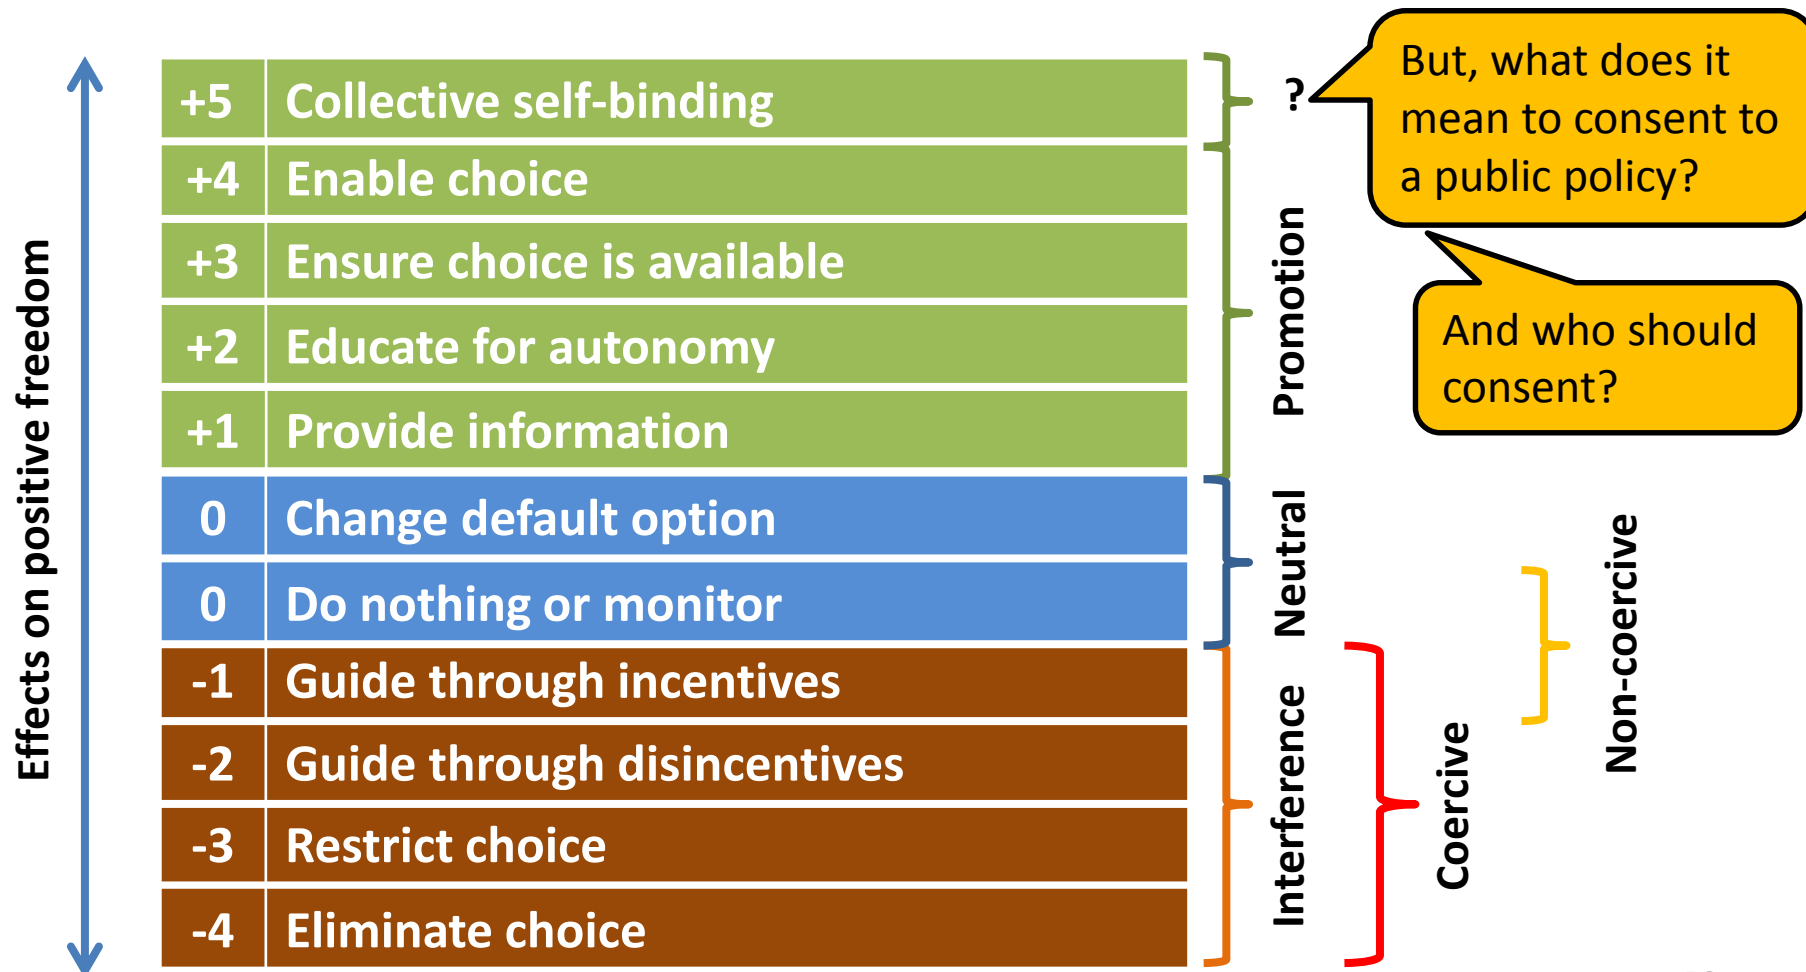 Effects on positive freedom
+5 Collective self-binding
+4 Enable choice
+3 Ensure choice is available
+2 Educate for autonomy
+1 Provide information
0 Change default option
0 Do nothing or monitor
-1 Guide through incentives
-2 Guide through disincentives
-3 Restrict choice
-4 Eliminate choice
?
Promotion
Neutral
Interference
Coercive
Non-coercive
But, what does it
mean to consent to
a public policy?
And who should
consent?